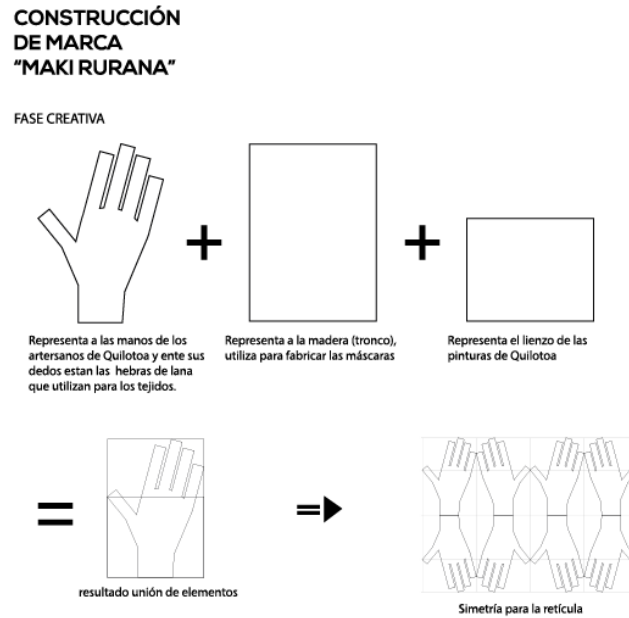 CONSTRUCCIÓN
DE MARCA
“MAKI RURANA”
FASE CREATIVA
Representa a las manos de los
artersanos de Quilotoa y ente sus
dedos estan las hebras de lana
que utilizan para los tejidos.
Representa a la madera (tronco),
utiliza para fabricar las máscaras
Representa el lienzo de las
pinturas de Quilotoa
resultado unión de elementos
Simetría para la retícula